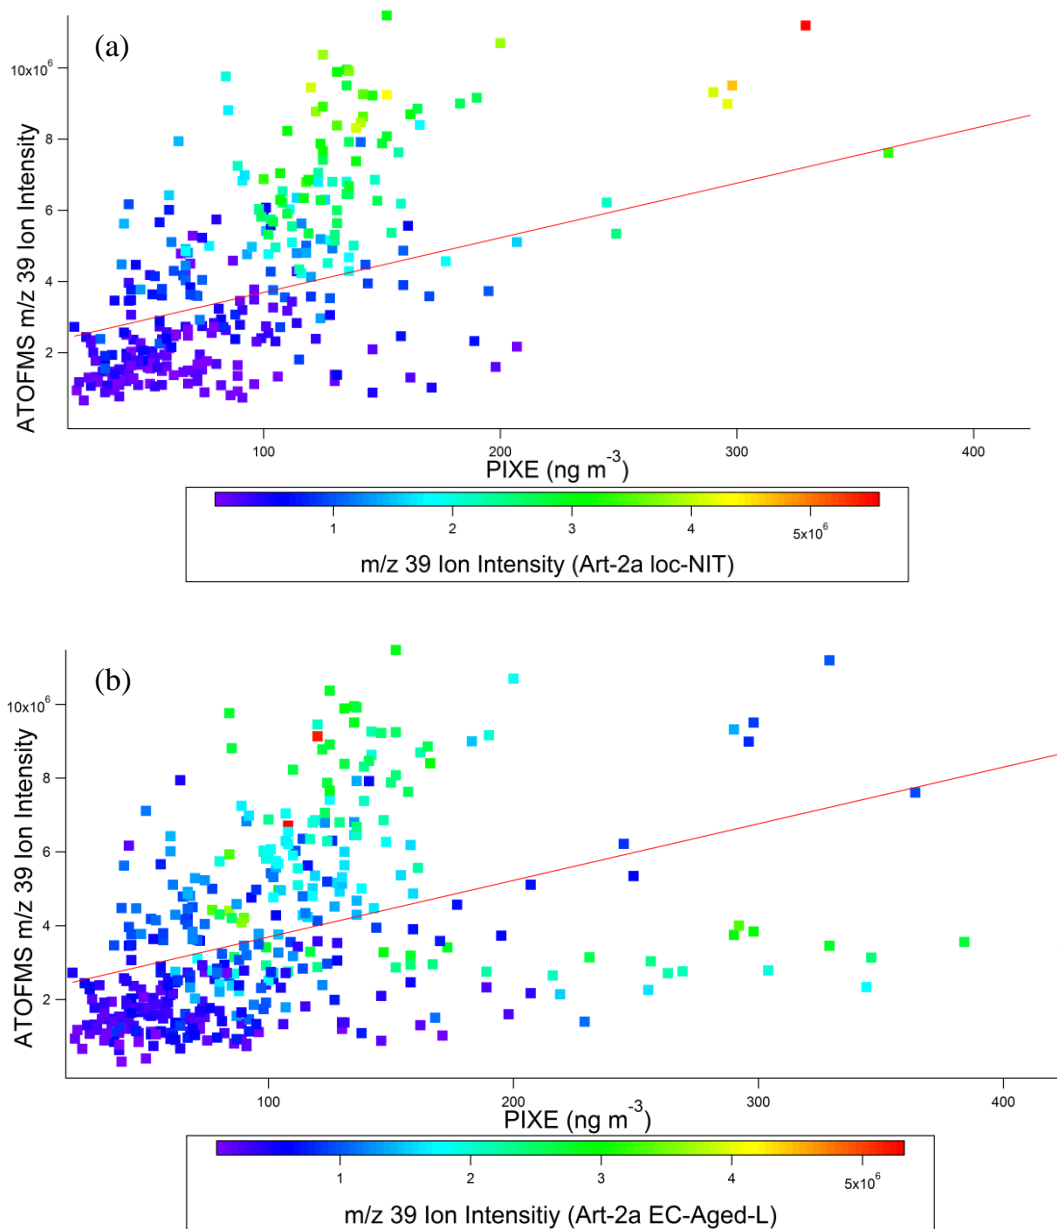 (a)
10x10⁶
8
6
4
2
ATOFMS m/z 39 Ion Intensity
100
200
300
400
PIXE (ng m⁻³)
1
2
3
4
5x10⁶
m/z 39 Ion Intensity (Art-2a loc-NIT)
(b)
10x10⁶
8
6
4
2
ATOFMS m/z 39 Ion Intensity
100
200
300
400
PIXE (ng m⁻³)
1
2
3
4
5x10⁶
m/z 39 Ion Intensitiy (Art-2a EC-Aged-L)